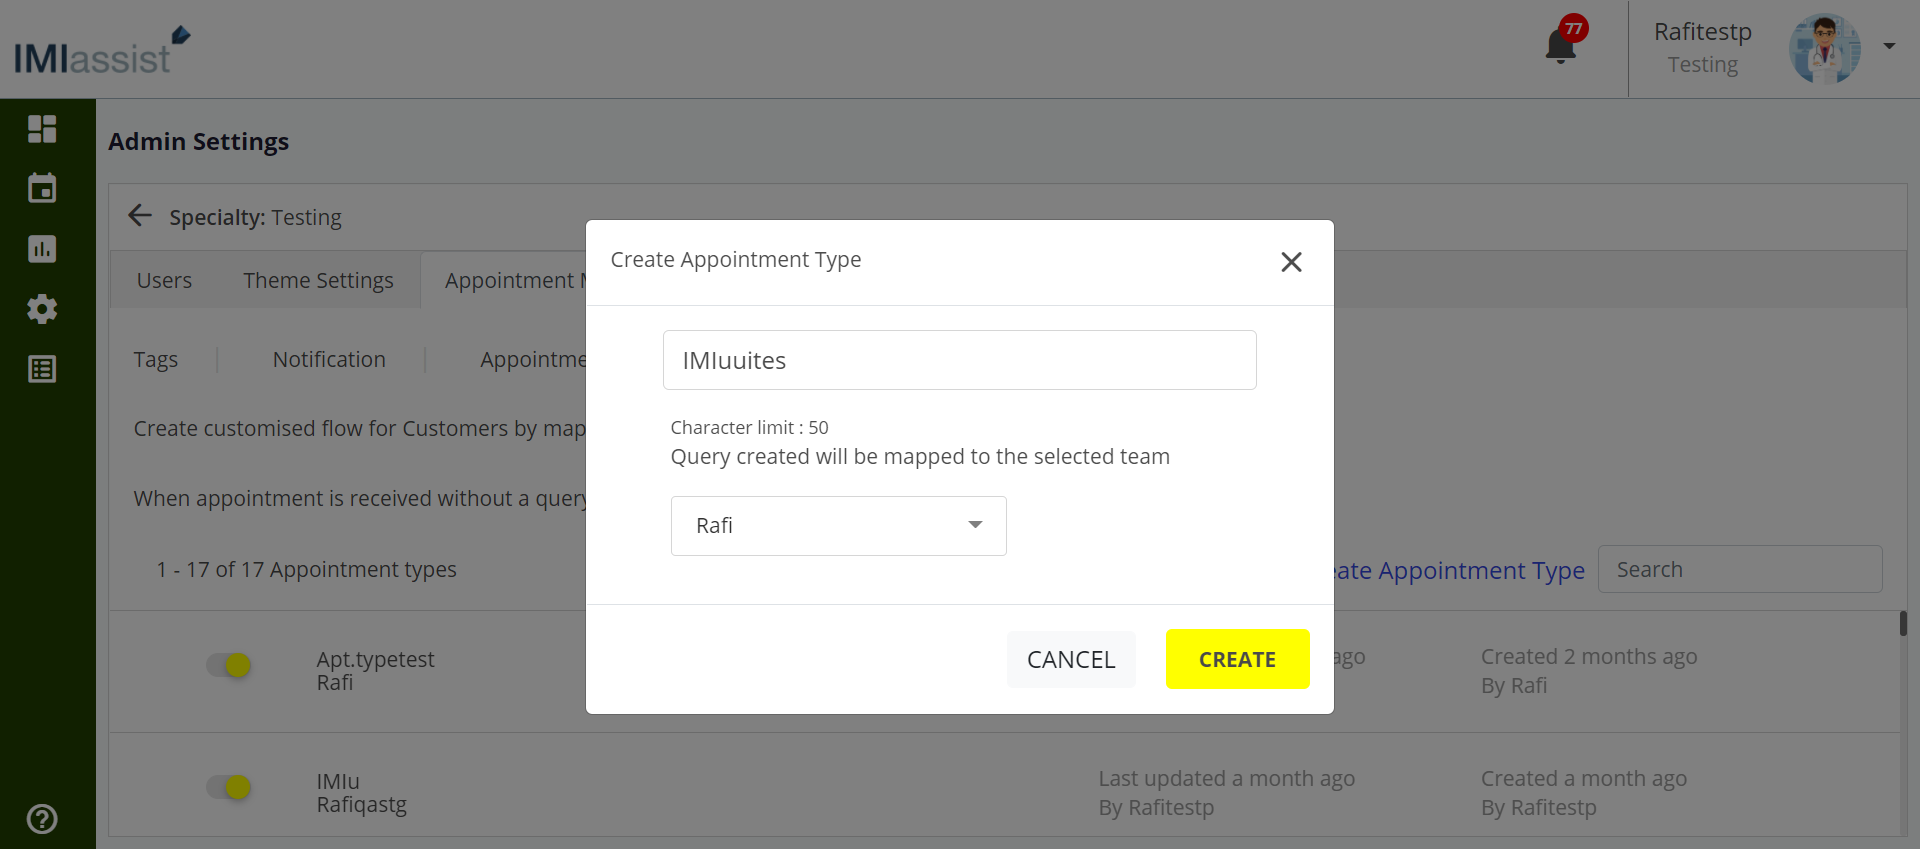 IMIassist
77
Rafitestp
Testing
Admin Settings
Specialty: Testing
Users
Theme Settings
Appointment
Tags
Notification
Create customised flow for Customers by
When appointment is received without a query
1 - 17 of 17 Appointment types
Appointment Type
Search
Create Appointment Type
IMIuuites
Character limit : 50
Query created will be mapped to the selected team
Rafi
CANCEL
CREATE
Apt.typetest
Rafi
ago
Created 2 months ago
By Rafi
IMIu
Rafiqastg
Last updated a month ago
By Rafitestp
Created a month ago
By Rafitestp